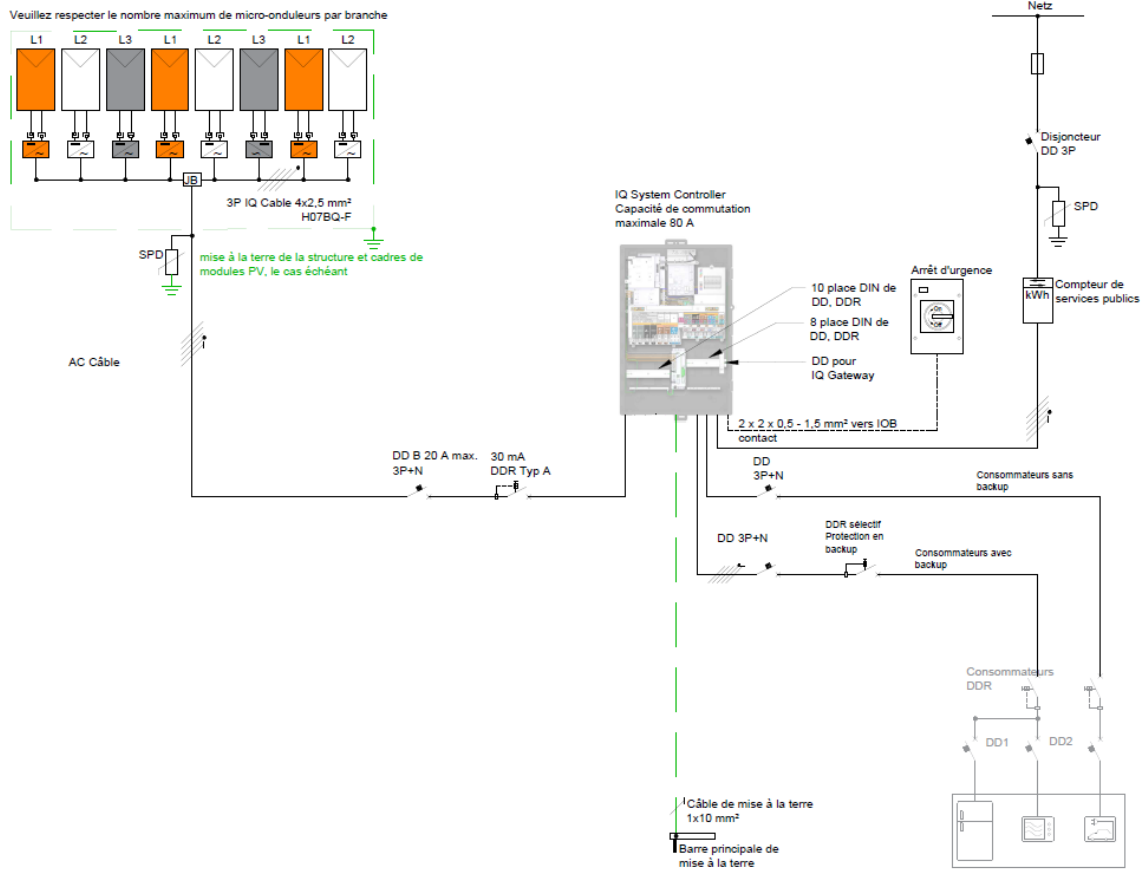 Veuillez respecter le nombre maximum de micro-onduleurs par branche
L1 L2 L3 L1 L2 L3 L1 L2
JB
3P IQ Cable 4x2,5 mm²
H07BQ-F
SPD
mise à la terre de la structure et cadres de
modules PV, le cas échéant
AC Câble
DD B 20 A max.
3P+N
30 mA
DDR Typ A
IQ System Controller
Capacité de commutation
maximale 80 A
10 place DIN de
DD, DDR
8 place DIN de
DD, DDR
DD pour
IQ Gateway
Arrêt d'urgence
On
Off
2 x 2 x 0,5 - 1,5 mm² vers IOB
contact
Netz
Disjoncteur
DD 3P
SPD
kWh
Compteur de
services publics
DD
3P+N
Consommateurs sans
backup
DD 3P+N
DDR sélectif
Protection en
backup
Consommateurs avec
backup
Consommateurs
DDR
DD1
DD2
Câble de mise à la terre
1x10 mm²
Barre principale de
mise à la terre